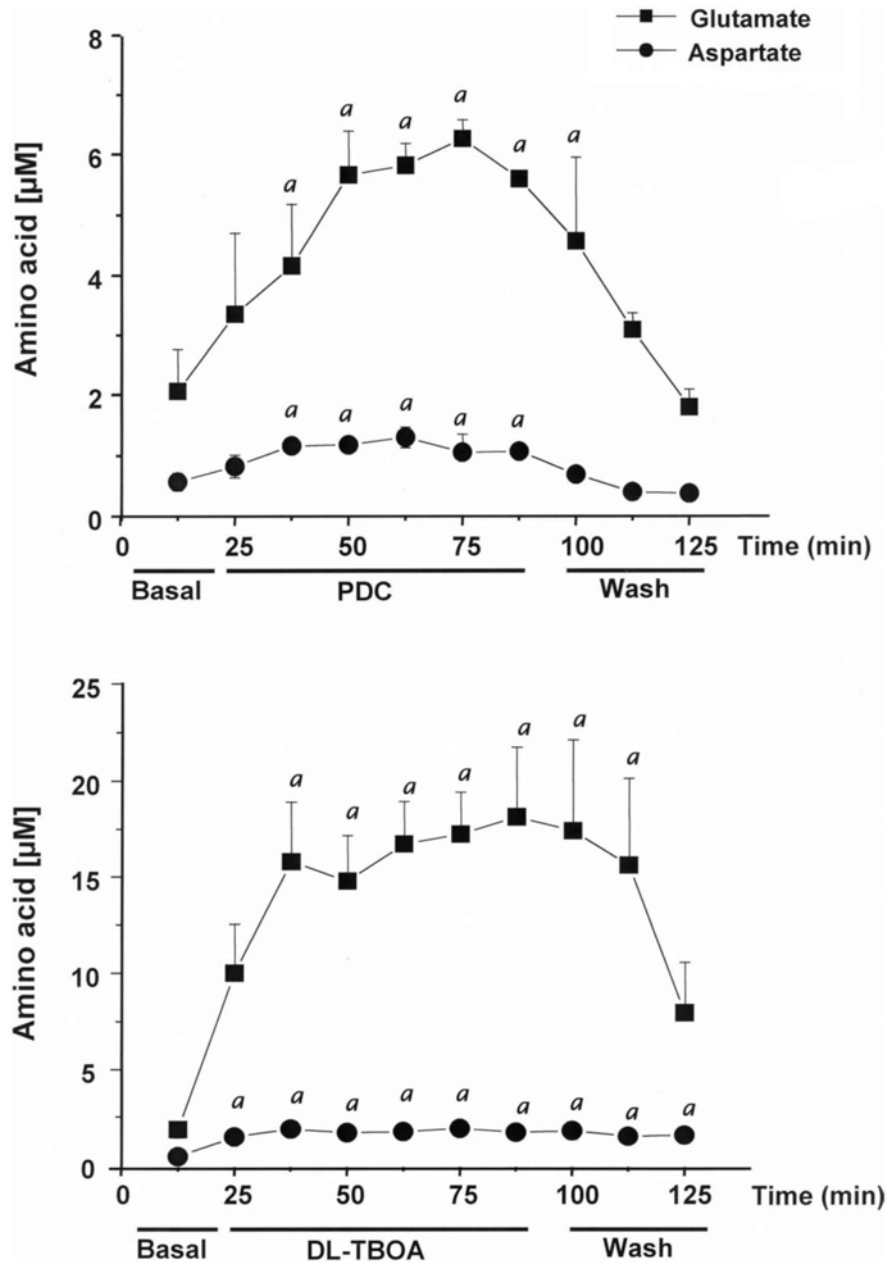 Glutamate
Aspartate
8
6
4
2
0
Amino acid [µM]
a a a a a a
a a a a a
0 25 50 75 100 125 Time (min)
Basal PDC Wash
25
20
15
10
5
0
Amino acid [µM]
a a a a a a a
a a a a a a a a a
0 25 50 75 100 125 Time (min)
Basal DL-TBOA Wash